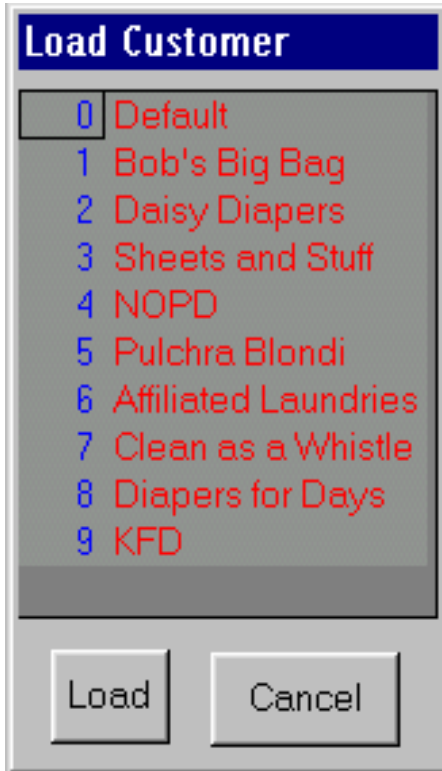 Load Customer
0 Default
1 Bob's Big Bag
2 Daisy Diapers
3 Sheets and Stuff
4 NOPD
5 Pulchra Blondi
6 Affiliated Laundries
7 Clean as a Whistle
8 Diapers for Days
9 KFD
Load Cancel